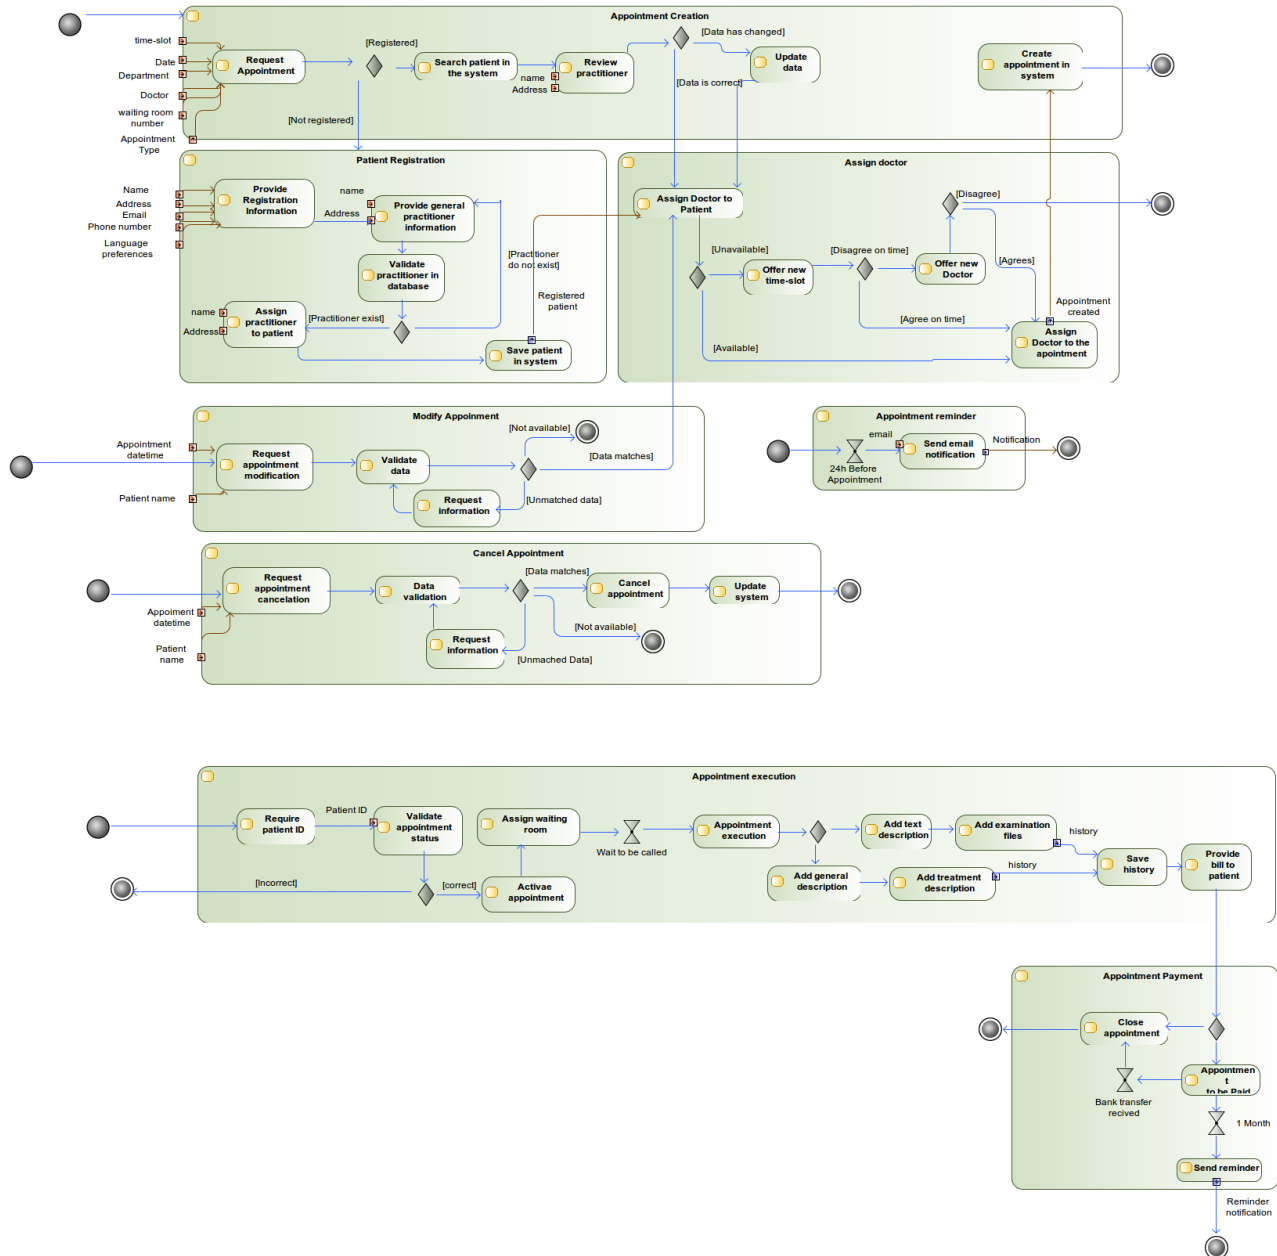 Appointment Creation
time-slot
Date
Department
Doctor
waiting room
number
Appointment
Type
Request
Appointment
[Registered]
[Not registered]
Search patient in
the system
Review
practitioner
name
Address
[Data has changed]
[Data is correct]
Update
data
Create
appointment in
system
Patient Registration
Name
Address
Email
Phone number
Language
preferences
Provide
Registration
Information
name
Address
Provide general
practitioner
information
Validate
practitioner in
database
[Practitioner
do not exist]
[Practitioner exist]
name
Address
Assign
practitioner
to patient
Save patient
in system
Registered
patient
Assign doctor
Assign Doctor to
Patient
[Unavailable]
[Available]
Offer new
time-slot
[Disagree on time]
[Agree on time]
Offer new
Doctor
[Disagree]
[Agrees]
Appointment
created
Assign
Doctor to the
apointment
Modify Appoinment
Appointment
datetime
Patient name
Request
appointment
modification
Validate
data
Request
information
[Not available]
[Data matches]
[Unmatched data]
Appointment reminder
24h Before
Appointment
email
Send email
notification
Notification
Cancel Appointment
Appoiment
datetime
Patient
name
Request
appointment
cancelation
Data
validation
Request
information
[Data matches]
[Not available]
[Unmached Data]
Cancel
appointment
Update
system
Appointment execution
Require
patient ID
Patient ID
Validate
appointment
status
[Incorrect]
[correct]
Activae
appointment
Assign waiting
room
Wait to be called
Appointment
execution
Add text
description
Add examination
files
history
Add general
description
Add treatment
description
history
Save
history
Provide
bill to
patient
Appointment Payment
Close
appointment
Appointmen
t
to be Paid
Bank transfer
recived
1 Month
Send reminder
Reminder
notification